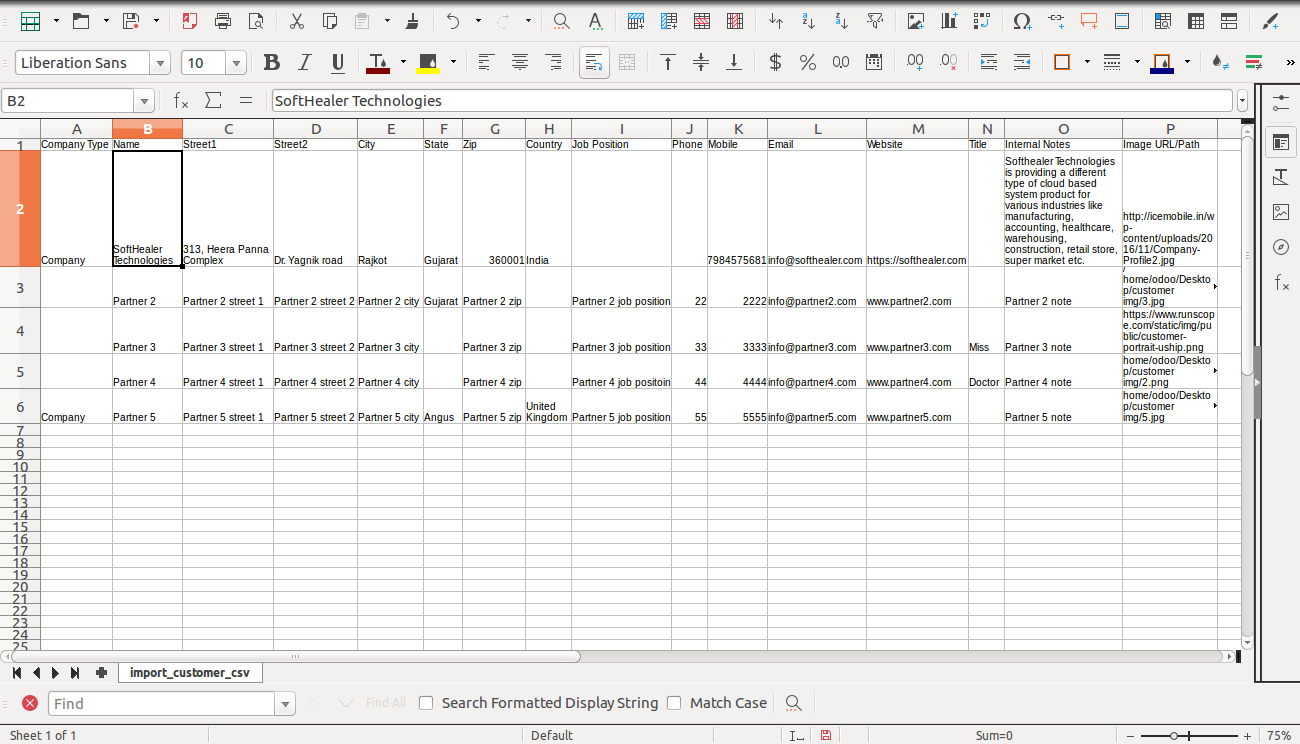 Liberation Sans 10
B2 SoftHealer Technologies
A B C D E F G H I J K L M N O P
1 Company Type Name Street1 Street2 City State Zip Country Job Position Phone Mobile Email Website Title Internal Notes Image URL/Path
2 Company SoftHealer Technologies 313, Heera Panna Complex Dr. Yagnik road Rajkot Gujarat 360001 India 7984575681 info@softhealer.com https://softhealer.com
Softhealer Technologies
is providing a different
type of cloud based
system product for
various industries like
manufacturing,
accounting, healthcare,
warehousing,
construction, retail store,
super market etc.
http://icemobile.in/w
p-
content/uploads/20
16/11/Company-
Profile2.jpg
3 Partner 2 Partner 2 street 1 Partner 2 street 2 Partner 2 city Gujarat Partner 2 zip Partner 2 job position 22 2222 info@partner2.com www.partner2.com Partner 2 note
/
home/odoo/Deskto
p/customer
img/3.jpg
4 Partner 3 Partner 3 street 1 Partner 3 street 2 Partner 3 city Partner 3 zip Partner 3 job position 33 3333 info@partner3.com www.partner3.com Miss Partner 3 note
https://www.runscop
e.com/static/img/pu
blic/customer-
portrait-uship.png
5 Partner 4 Partner 4 street 1 Partner 4 street 2 Partner 4 city Partner 4 zip Partner 4 job positoin 44 4444 info@partner4.com www.partner4.com Doctor Partner 4 note
home/odoo/Deskto
p/customer
img/2.png
6 Company Partner 5 Partner 5 street 1 Partner 5 street 2 Partner 5 city Angus Partner 5 zip United Kingdom Partner 5 job position 55 5555 info@partner5.com www.partner5.com Partner 5 note
home/odoo/Deskto
p/customer
img/5.jpg
7
8
9
10
11
12
13
14
15
16
17
18
19
20
21
22
23
24
25
import_customer_csv
Find Find All Search Formatted Display String Match Case
Sheet 1 of 1 Default Sum=0 75%